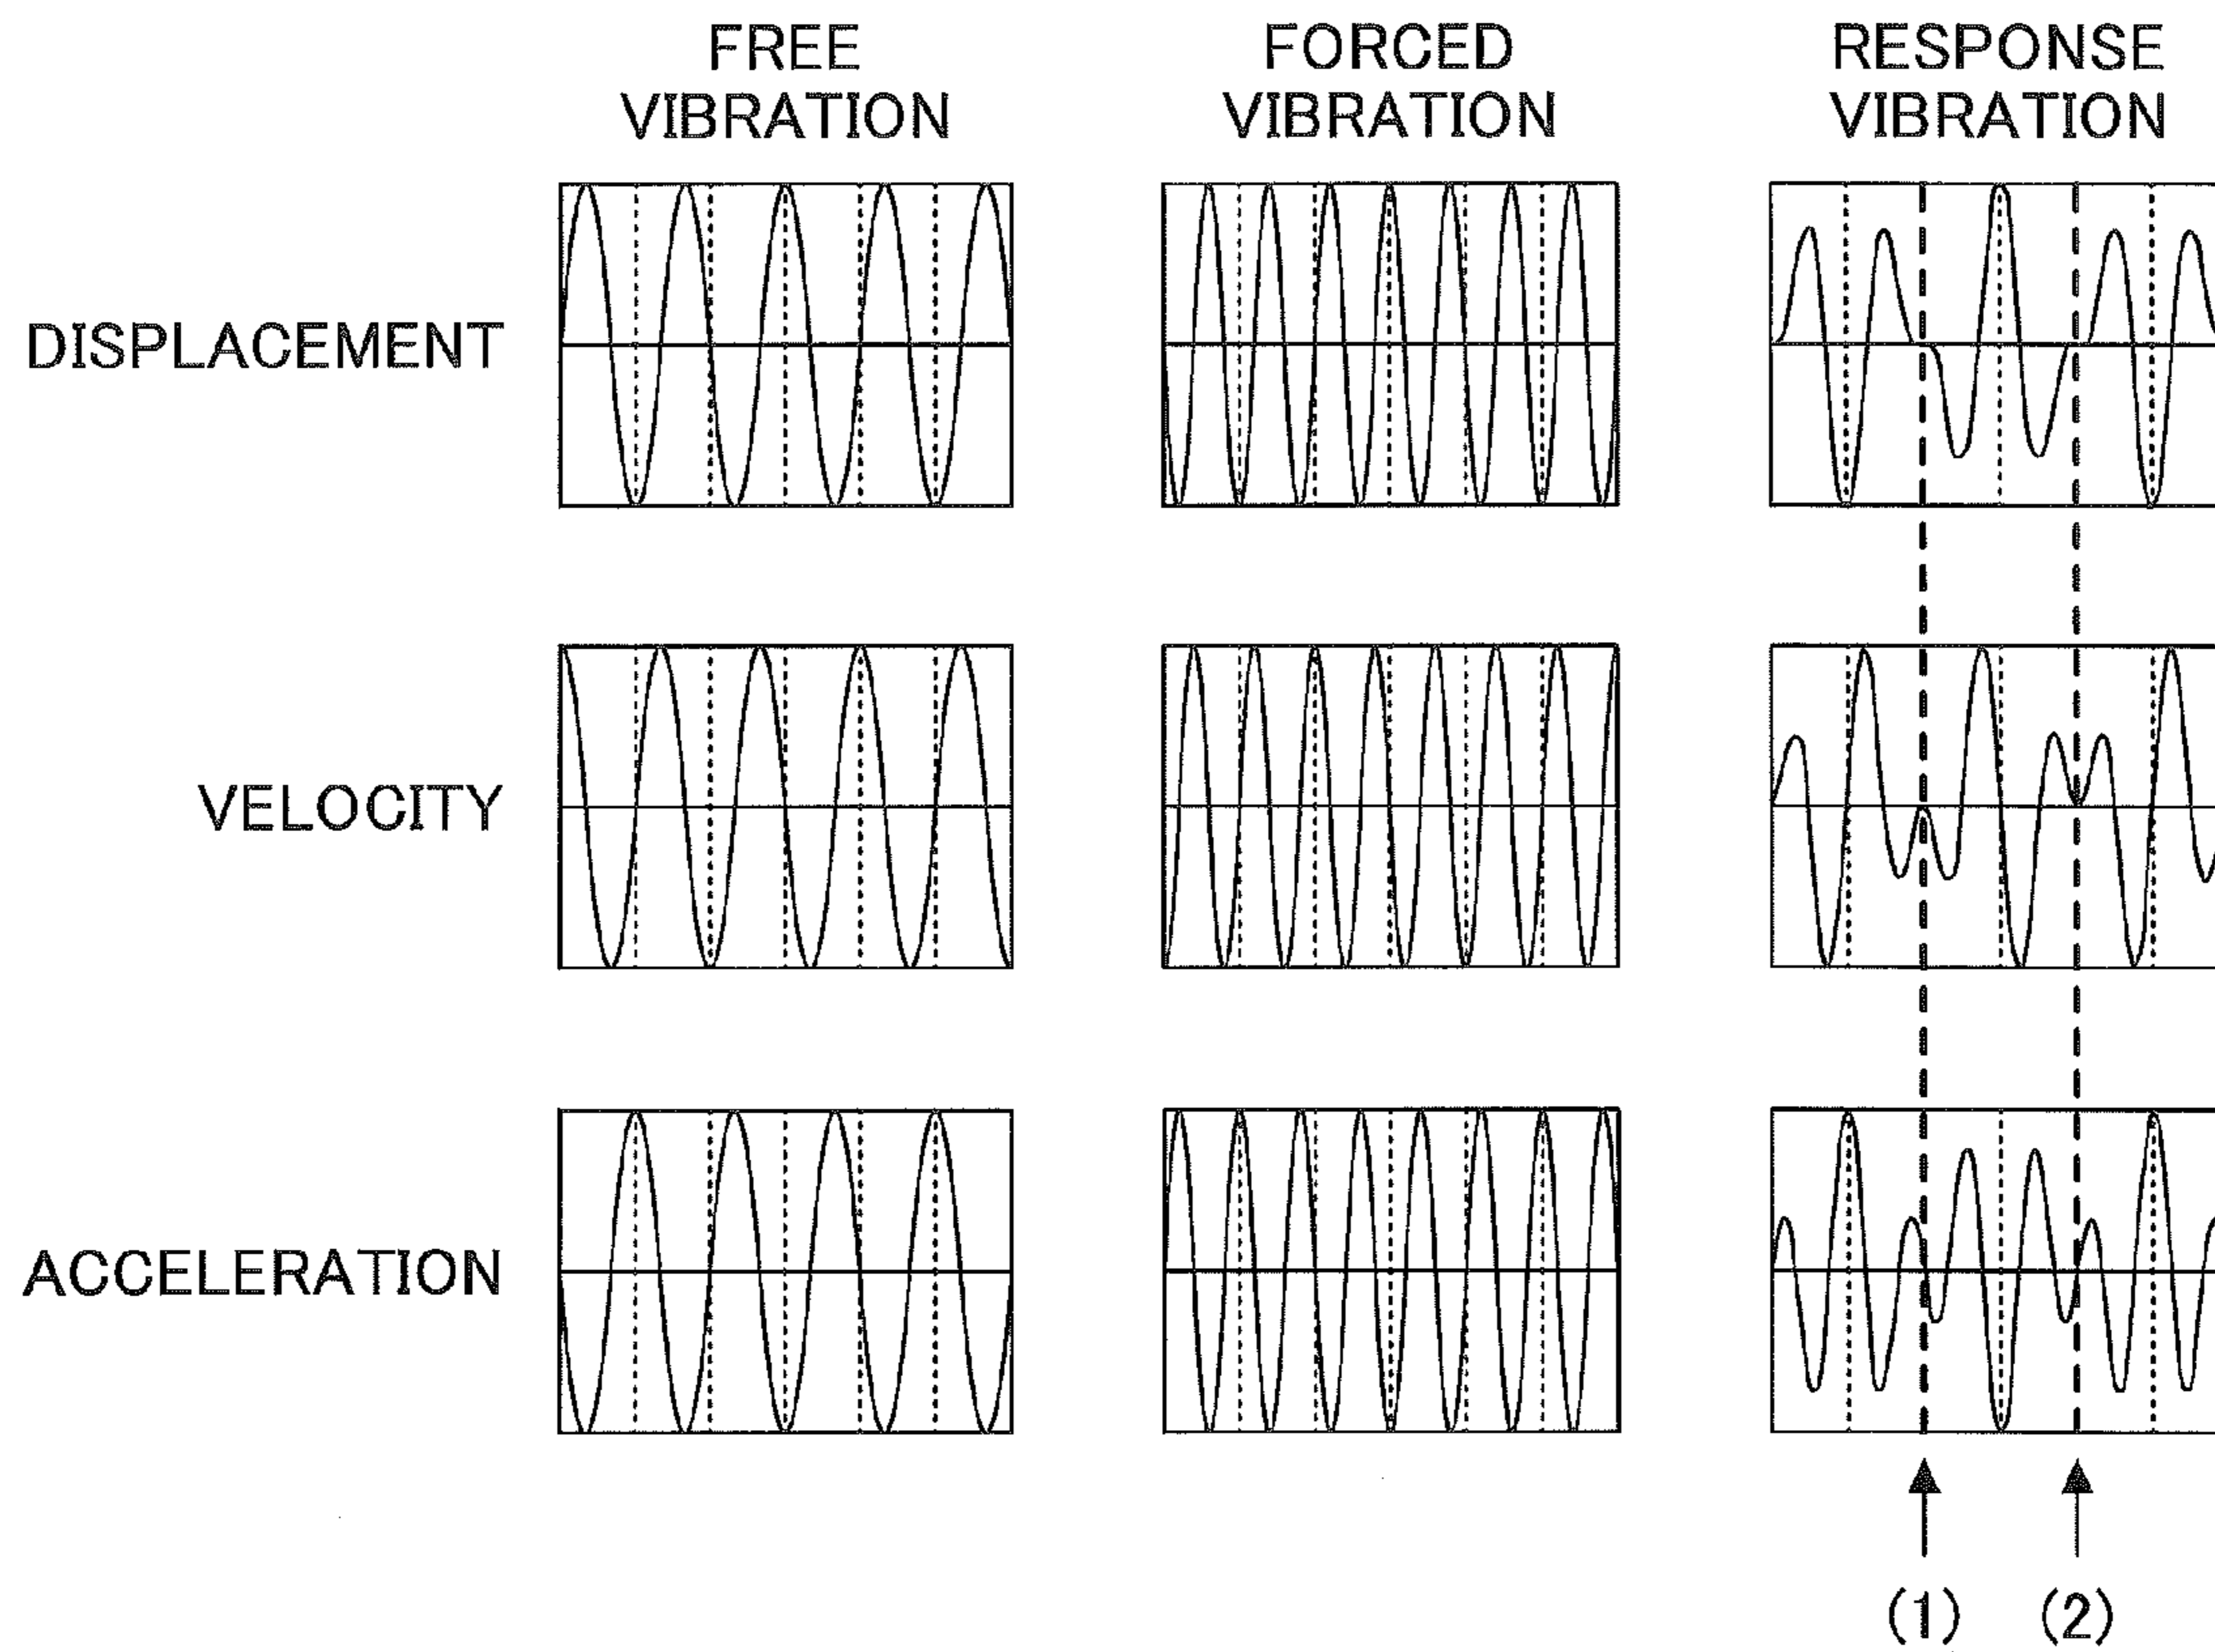 FREE
VIBRATION
FORCED
VIBRATION
RESPONSE
VIBRATION
DISPLACEMENT
VELOCITY
ACCELERATION
(1)
(2)